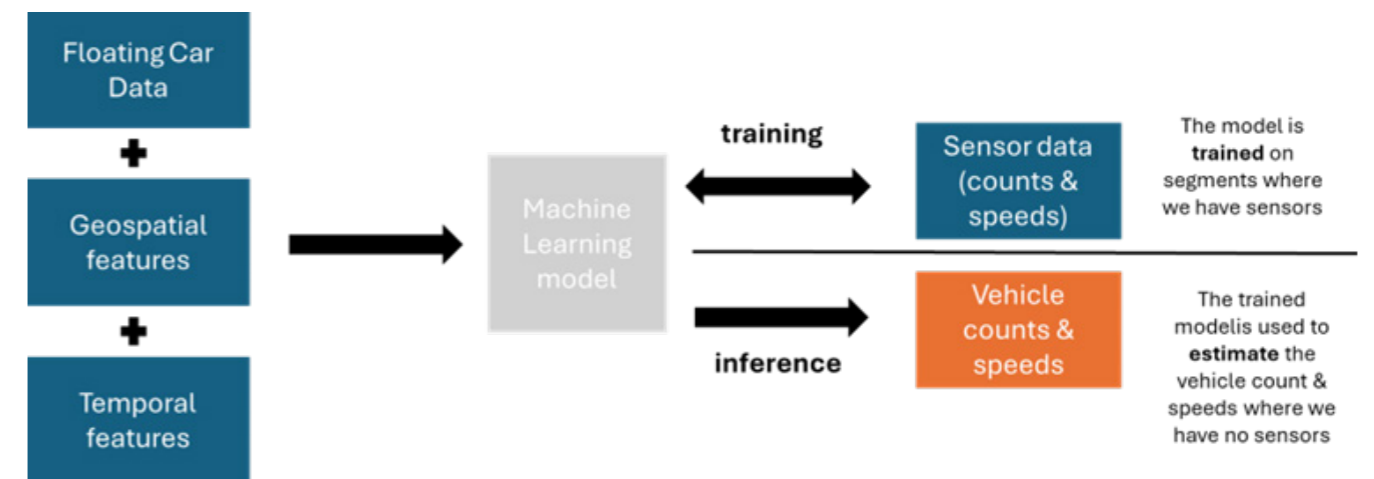 Floating Car
Data
Geospatial
features
Temporal
features
Machine
Learning
model
training
inference
Sensor data
(counts &
speeds)
Vehicle
counts &
speeds
The model is
trained on
segments where
we have sensors
The trained
modelis used to
estimate the
vehicle count &
speeds where we
have no sensors